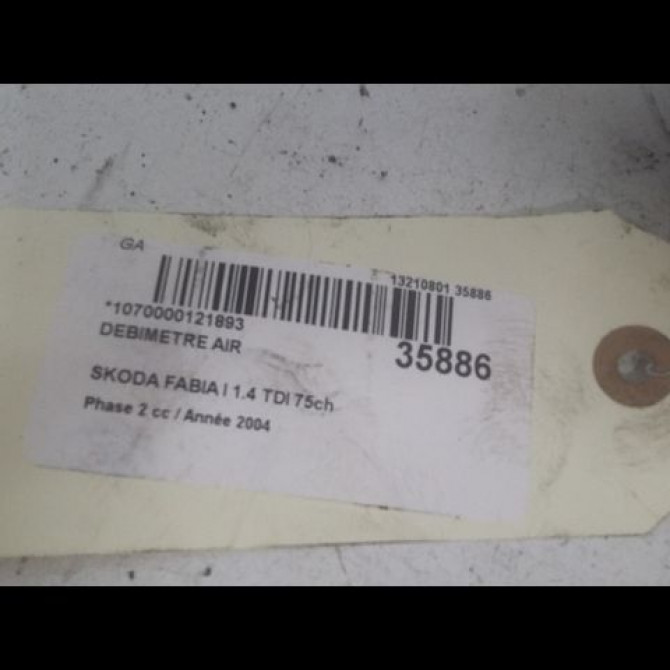 GA
13210801 35886
*1070000121893
DEBIMETRE AIR
35886
SKODA FABIA I 1.4 TDI 75ch
Phase 2 cc / Année 2004